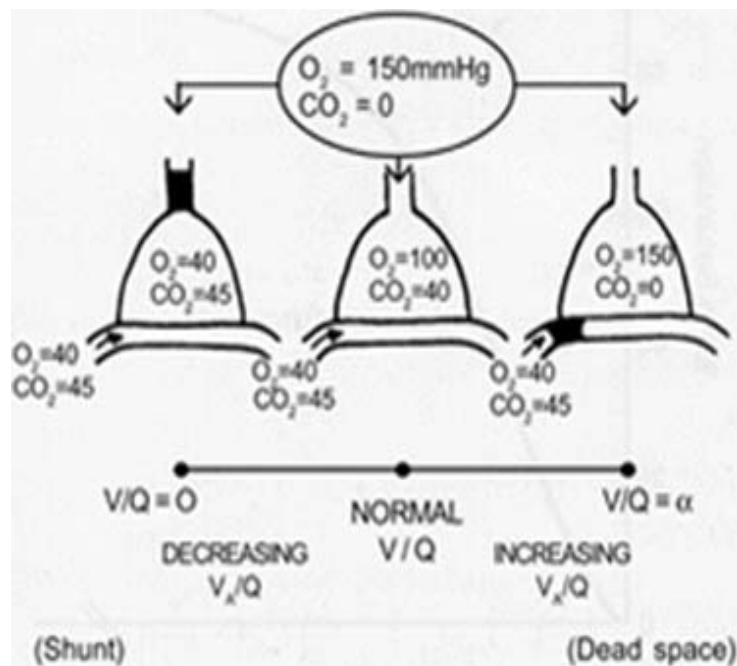 O₂ = 150mmHg
CO₂ = 0
O₂=40
CO₂=45
O₂=100
CO₂=40
O₂=150
CO₂=0
O₂=40
CO₂=45
O₂=40
CO₂=45
O₂=40
CO₂=45
V/Q = O
NORMAL
V/Q
V/Q = α
DECREASING
Vₐ/Q
INCREASING
Vₐ/Q
(Shunt)
(Dead space)